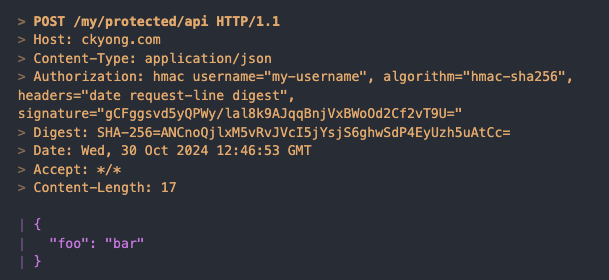 > POST /my/protected/api HTTP/1.1
> Host: ckyong.com
> Content-Type: application/json
> Authorization: hmac username="my-username", algorithm="hmac-sha256",
headers="date request-line digest",
signature="gCFggsvd5yQPWy/lal8k9AJqqBnjVxBWoOd2Cf2vT9U="
> Digest: SHA-256=ANCnoQjlxM5vRvJVcI5jYsjS6ghwSdP4EyUzh5uAtCc=
> Date: Wed, 30 Oct 2024 12:46:53 GMT
> Accept: */*
> Content-Length: 17

| {
|   "foo": "bar"
| }